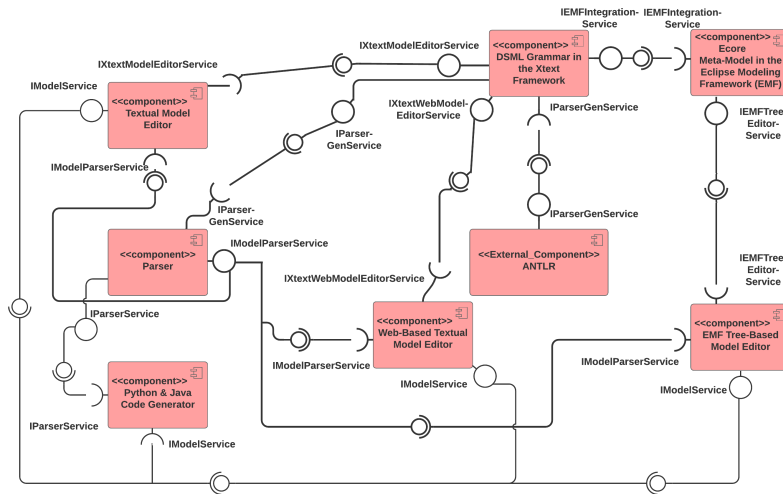 IEMFIntegration-
Service
IEMFIntegration-
Service
IXtextModelEditorService
IXtextModelEditorService
<<component>>
DSML Grammar in
the Xtext
Framework
<<component>>
Ecore
Meta-Model in the
Eclipse Modeling
Framework (EMF)
IModelService
<<component>>
Textual Model
Editor
IXtextWebModel-
EditorService
IParser-
GenService
IParserGenService
IEMFTree
Editor-
Service
IModelParserService
IParser-
GenService
IParserGenService
<<component>>
Parser
IModelParserService
<<External_Component>>
ANTLR
IXtextWebModelEditorService
IEMFTree
Editor-
Service
IParserService
<<component>>
Web-Based Textual
Model Editor
<<component>>
EMF Tree-Based
Model Editor
IModelParserService
IModelParserService
<<component>>
Python & Java
Code Generator
IModelService
IModelService
IParserService
IModelService